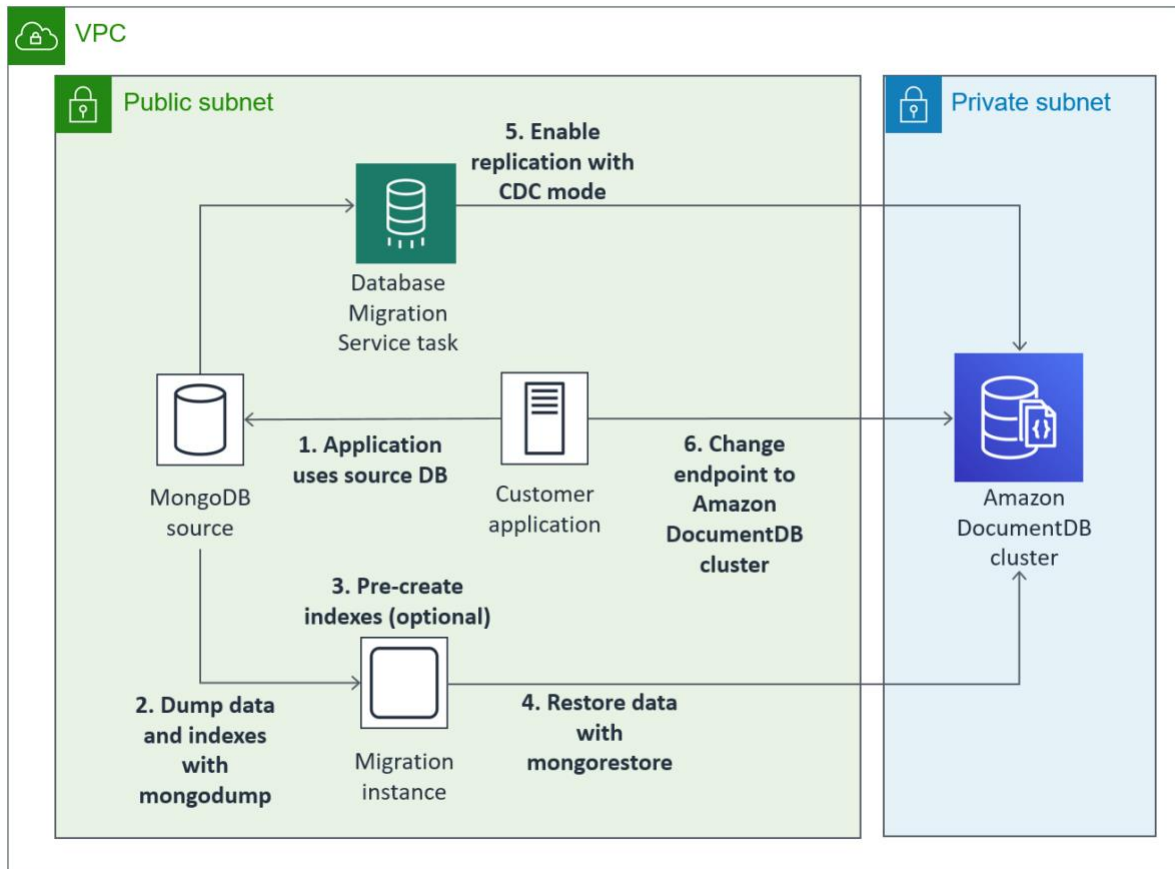 VPC
Public subnet
Private subnet
5. Enable
replication with
CDC mode
Database
Migration
Service task
1. Application
uses source DB
MongoDB
source
Customer
application
6. Change
endpoint to
Amazon
DocumentDB
cluster
Amazon
DocumentDB
cluster
3. Pre-create
indexes (optional)
2. Dump data
and indexes
with
mongodump
Migration
instance
4. Restore data
with
mongorestore